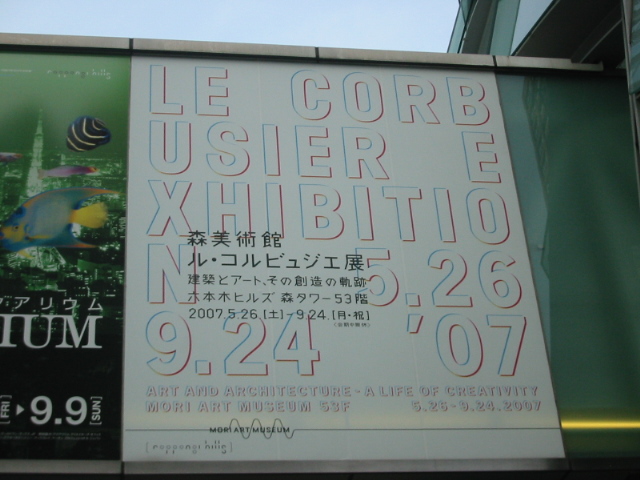 LE CORB
USIER E
XHIBITIO
N 5.26
9.24 '07
森美術館
ル・コルビュジエ展
建築とアート、その創造の軌跡
六本木ヒルズ 森タワー53階
2007.5.26.[土]-9.24.[月・祝]
ART AND ARCHITECTURE - A LIFE OF CREATIVITY
MORI ART MUSEUM 53F 5.26-9.24.2007
MORI ART MUSEUM
[roppongi hills]
アリウム
IUM
[FRI] ▶ 9.9 [SUN]